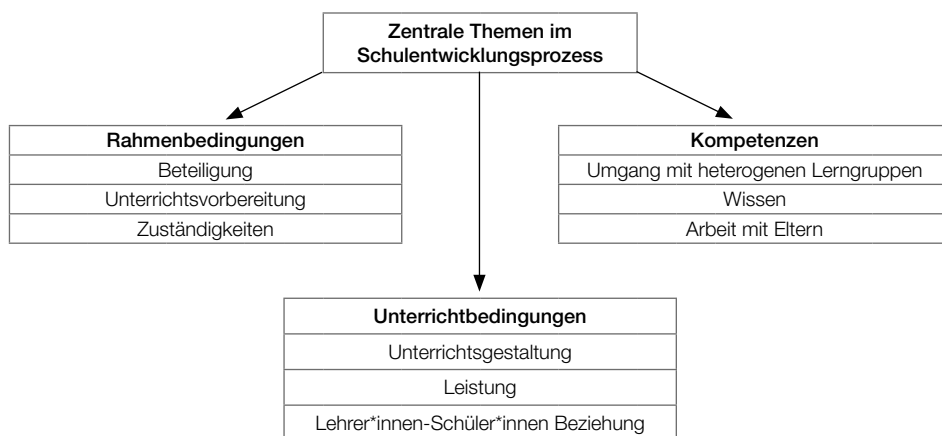 Zentrale Themen im
Schulentwicklungsprozess
Rahmenbedingungen
Beteiligung
Unterrichtsvorbereitung
Zuständigkeiten
Kompetenzen
Umgang mit heterogenen Lerngruppen
Wissen
Arbeit mit Eltern
Unterrichtbedingungen
Unterrichtsgestaltung
Leistung
Lehrer*innen-Schüler*innen Beziehung